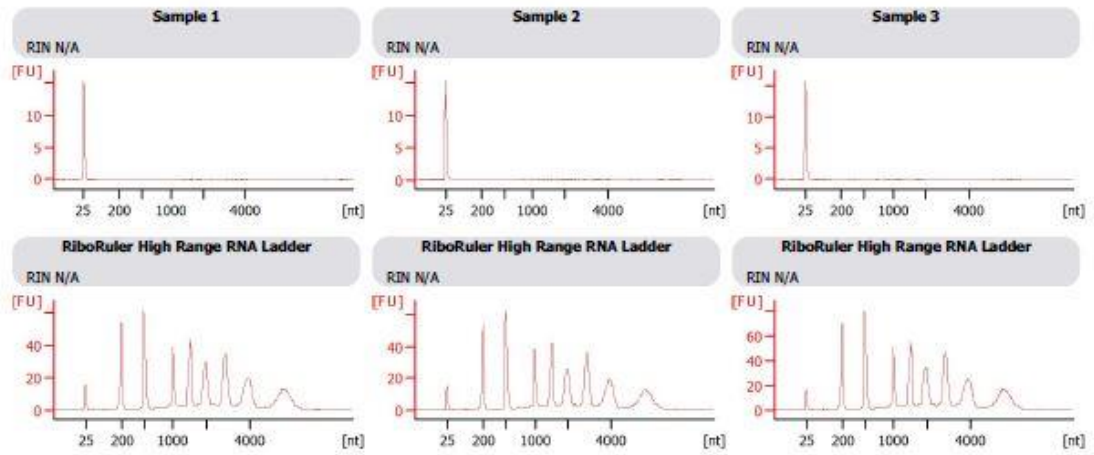 Sample 1
RIN N/A
[FU]
10
5
0
25 200 1000 4000 [nt]
Sample 2
RIN N/A
[FU]
10
5
0
25 200 1000 4000 [nt]
Sample 3
RIN N/A
[FU]
10
5
0
25 200 1000 4000 [nt]
RiboRuler High Range RNA Ladder
RIN N/A
[FU]
40
20
0
25 200 1000 4000 [nt]
RiboRuler High Range RNA Ladder
RIN N/A
[FU]
40
20
0
25 200 1000 4000 [nt]
RiboRuler High Range RNA Ladder
RIN N/A
[FU]
60
40
20
0
25 200 1000 4000 [nt]